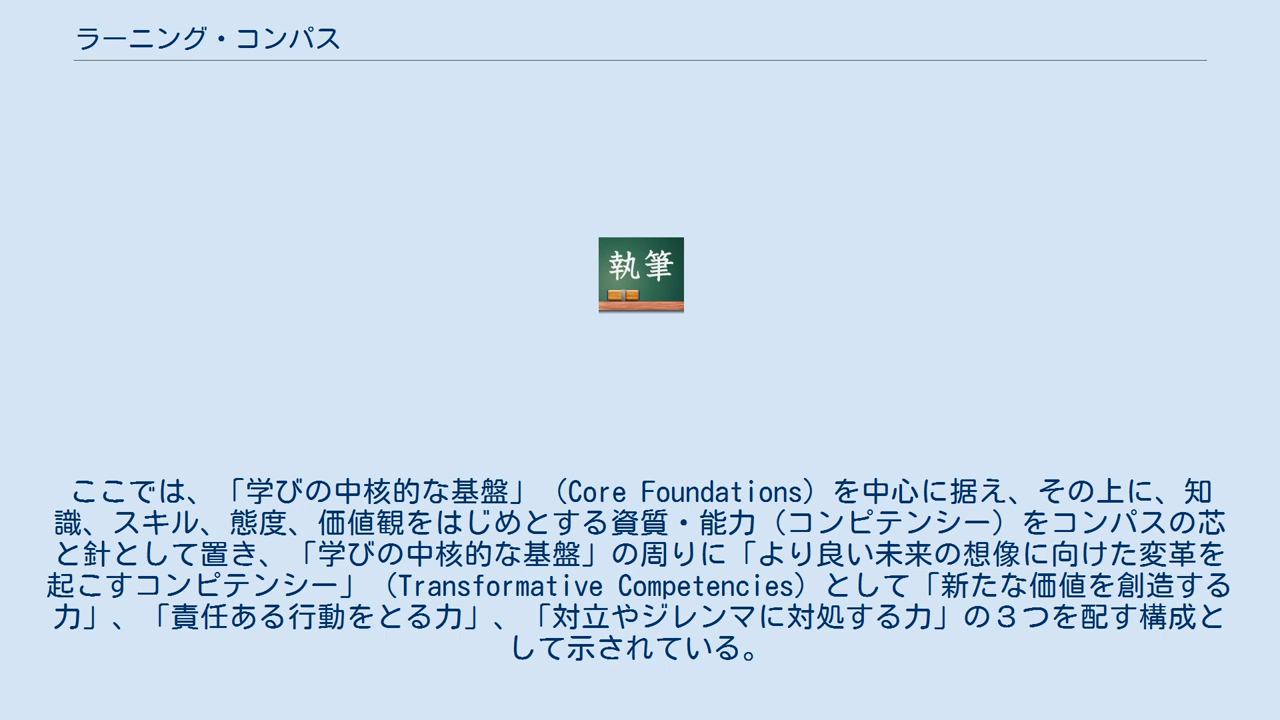 ラーニング・コンパス
執筆
ここでは、「学びの中核的な基盤」（Core Foundations）を中心に据え、その上に、知
識、スキル、態度、価値観をはじめとする資質・能力（コンピテンシー）をコンパスの芯
と針として置き、「学びの中核的な基盤」の周りに「より良い未来の想像に向けた変革を
起こすコンピテンシー」（Transformative Competencies）として「新たな価値を創造する
力」、「責任ある行動をとる力」、「対立やジレンマに対処する力」の３つを配す構成と
して示されている。